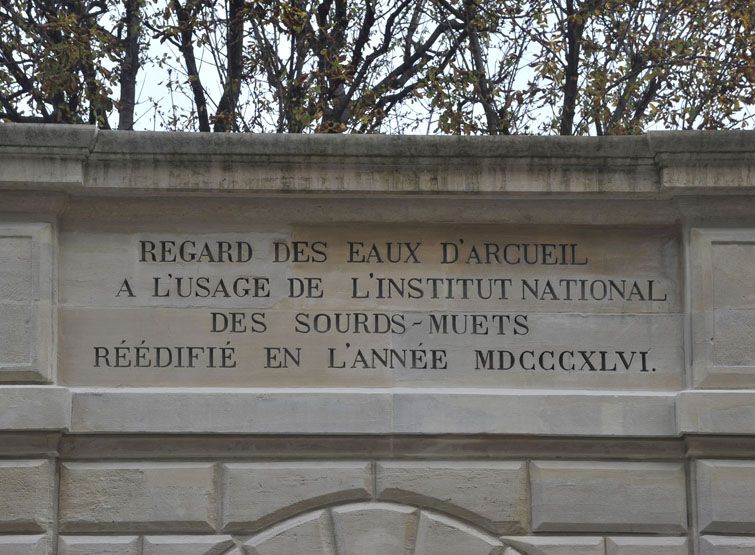 REGARD DES EAUX D'ARCUEIL
A L'USAGE DE L'INSTITUT NATIONAL
DES SOURDS-MUETS
RÉÉDIFIÉ EN L'ANNÉE MDCCCXLVI.